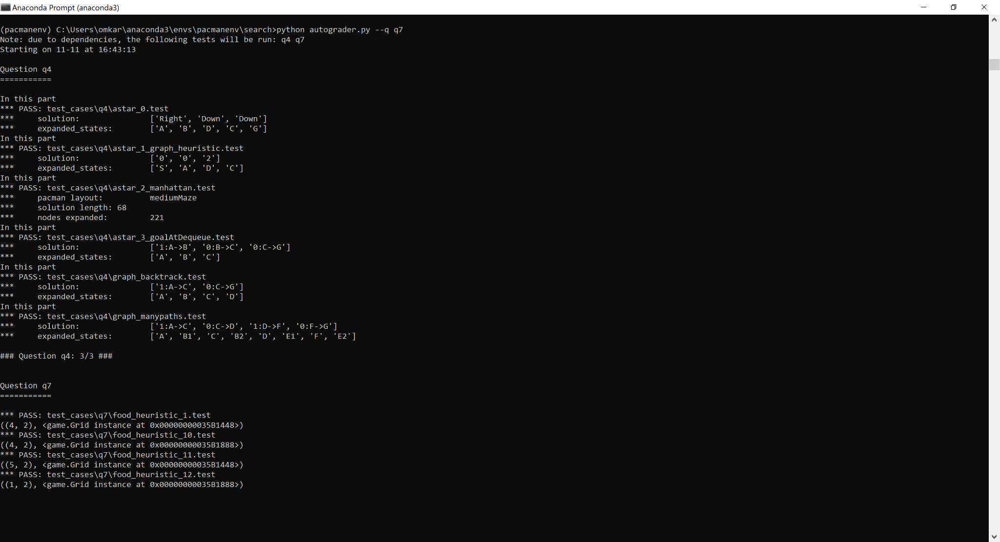 Anaconda Prompt (anaconda3)
(pacmanenv) C:\Users\omkar\anaconda3\envs\pacmanenv\search>python autograder.py --q q7
Note: due to dependencies, the following tests will be run: q4 q7
Starting on 11-11 at 16:43:13
Question q4
===========
In this part
*** PASS: test_cases\q4\astar_0.test
***     solution:               ['Right', 'Down', 'Down']
***     expanded_states:        ['A', 'B', 'D', 'C', 'G']
In this part
*** PASS: test_cases\q4\astar_1_graph_heuristic.test
***     solution:               ['0', '0', '2']
***     expanded_states:        ['S', 'A', 'D', 'C']
In this part
*** PASS: test_cases\q4\astar_2_manhattan.test
***     pacman layout:          mediumMaze
***     solution length: 68
***     nodes expanded:         221
In this part
*** PASS: test_cases\q4\astar_3_goalAtDequeue.test
***     solution:               ['1:A->B', '0:B->C', '0:C->G']
***     expanded_states:        ['A', 'B', 'C']
In this part
*** PASS: test_cases\q4\graph_backtrack.test
***     solution:               ['1:A->C', '0:C->G']
***     expanded_states:        ['A', 'B', 'C', 'D']
In this part
*** PASS: test_cases\q4\graph_manypaths.test
***     solution:               ['1:A->C', '0:C->D', '1:D->F', '0:F->G']
***     expanded_states:        ['A', 'B1', 'C', 'B2', 'D', 'E1', 'F', 'E2']
### Question q4: 3/3 ###
Question q7
===========
*** PASS: test_cases\q7\food_heuristic_1.test
((4, 2), <game.Grid instance at 0x00000000035B1448>)
*** PASS: test_cases\q7\food_heuristic_10.test
((4, 2), <game.Grid instance at 0x00000000035B1888>)
*** PASS: test_cases\q7\food_heuristic_11.test
((5, 2), <game.Grid instance at 0x00000000035B1448>)
*** PASS: test_cases\q7\food_heuristic_12.test
((1, 2), <game.Grid instance at 0x00000000035B1888>)